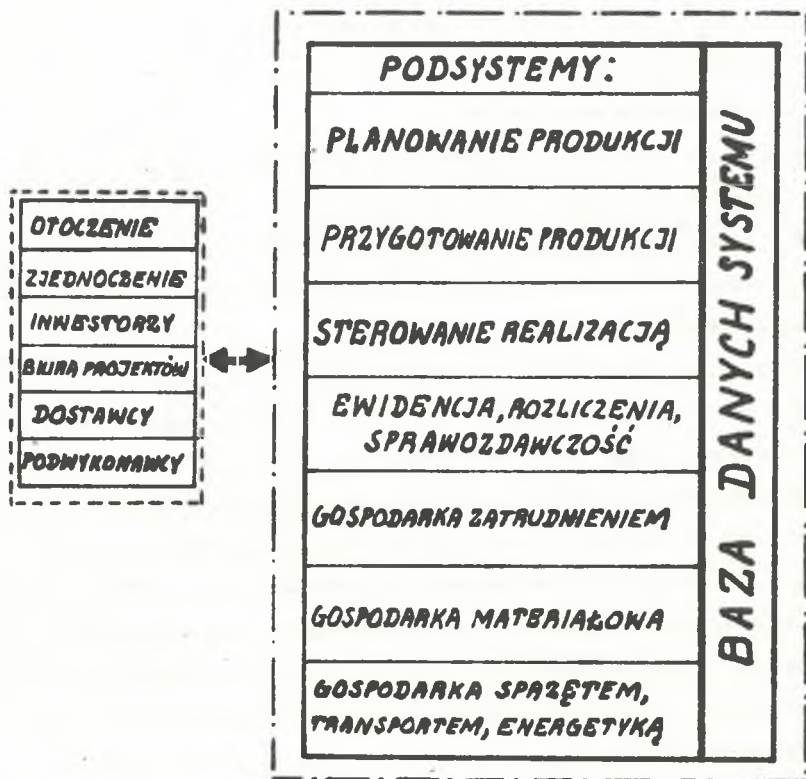 OTOCZENIE
ZJEDNOCZENIE
INWESTORZY
BIURA PROJEKTÓW
DOSTAWCY
PODWYKONAWCY
PODSYSTEMY:
PLANOWANIE PRODUKCJI
PRZYGOTOWANIE PRODUKCJI
STEROWANIE REALIZACJĄ
EWIDENCJA, ROZLICZENIA,
SPRAWOZDAWCZOŚĆ
GOSPODARKA ZATRUDNIENIEM
GOSPODARKA MATERIAŁOWA
GOSPODARKA SPRZĘTEM,
TRANSPORTEM, ENERGETYKĄ
BAZA DANYCH SYSTEMU